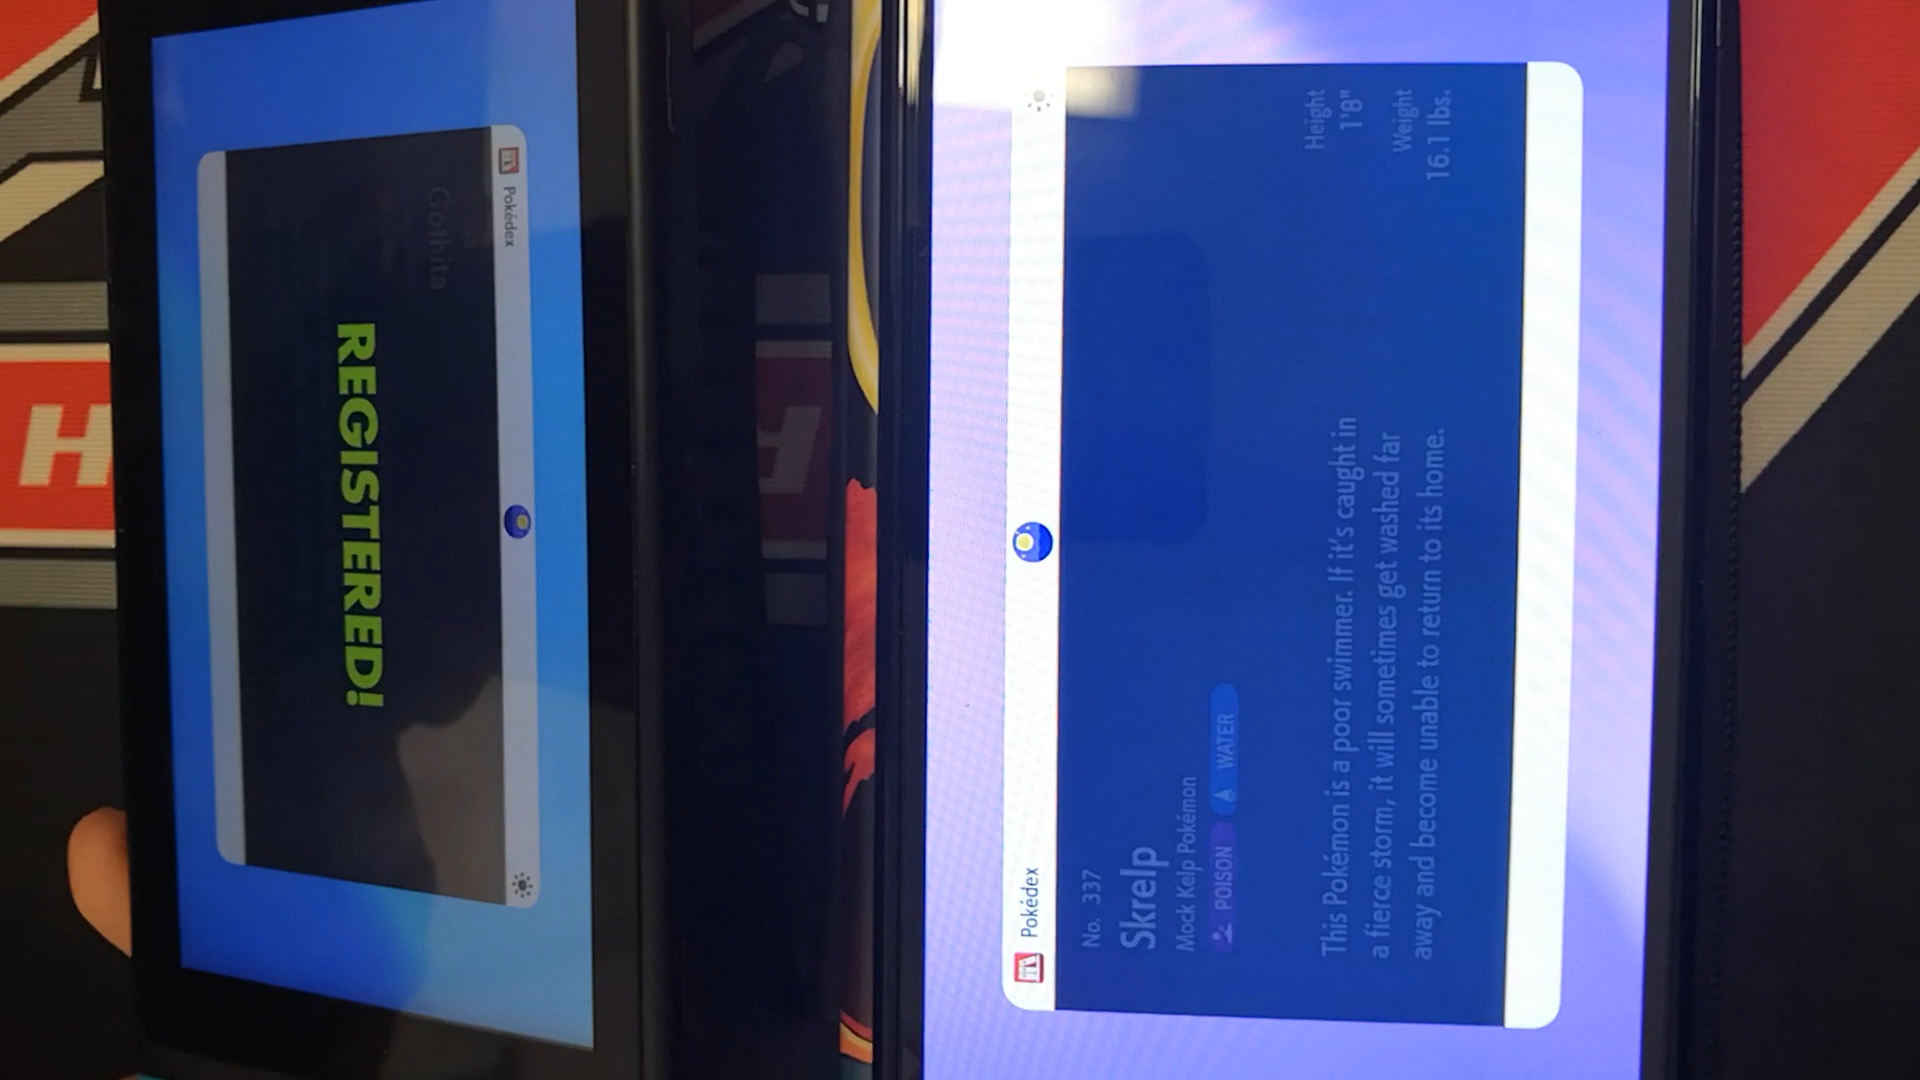 Pokédex
Gothita
REGISTERED!
Pokédex
No. 337
Skrelp
Mock Kelp Pokémon
POISON
WATER
This Pokémon is a poor swimmer. If it's caught in
a fierce storm, it will sometimes get washed far
away and become unable to return to its home.
Height
1'8"
Weight
16.1 lbs.
H